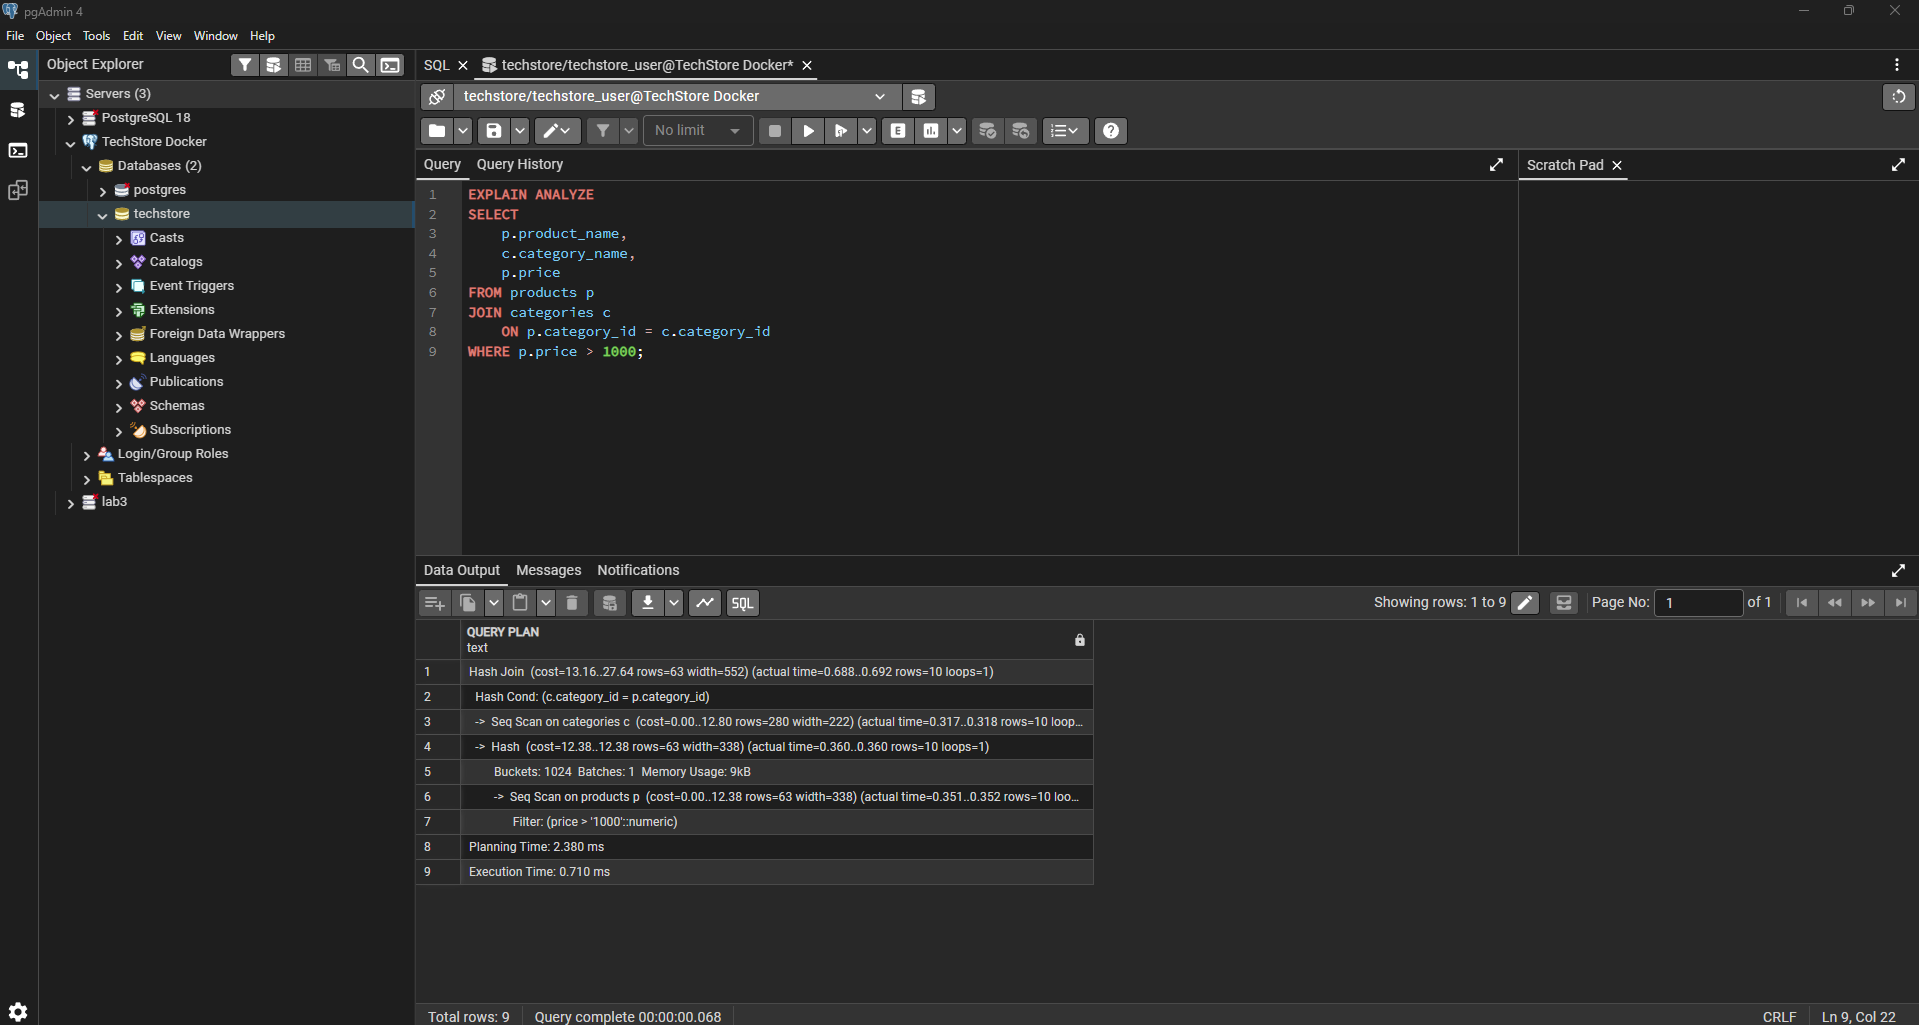 pgAdmin 4
File Object Tools Edit View Window Help
Object Explorer
Servers (3)
PostgreSQL 18
TechStore Docker
Databases (2)
postgres
techstore
Casts
Catalogs
Event Triggers
Extensions
Foreign Data Wrappers
Languages
Publications
Schemas
Subscriptions
Login/Group Roles
Tablespaces
lab3
SQL
techstore/techstore_user@TechStore Docker*
techstore/techstore_user@TechStore Docker
No limit
E
Query Query History
Scratch Pad
1 EXPLAIN ANALYZE
2 SELECT
3 p.product_name,
4 c.category_name,
5 p.price
6 FROM products p
7 JOIN categories c
8 ON p.category_id = c.category_id
9 WHERE p.price > 1000;
Data Output Messages Notifications
SQL
Showing rows: 1 to 9
Page No: 1 of 1
QUERY PLAN
text
1 Hash Join (cost=13.16..27.64 rows=63 width=552) (actual time=0.688..0.692 rows=10 loops=1)
2 Hash Cond: (c.category_id = p.category_id)
3 -> Seq Scan on categories c (cost=0.00..12.80 rows=280 width=222) (actual time=0.317..0.318 rows=10 loop...
4 -> Hash (cost=12.38..12.38 rows=63 width=338) (actual time=0.360..0.360 rows=10 loops=1)
5 Buckets: 1024 Batches: 1 Memory Usage: 9kB
6 -> Seq Scan on products p (cost=0.00..12.38 rows=63 width=338) (actual time=0.351..0.352 rows=10 loo...
7 Filter: (price > '1000'::numeric)
8 Planning Time: 2.380 ms
9 Execution Time: 0.710 ms
Total rows: 9
Query complete 00:00:00.068
CRLF
Ln 9, Col 22